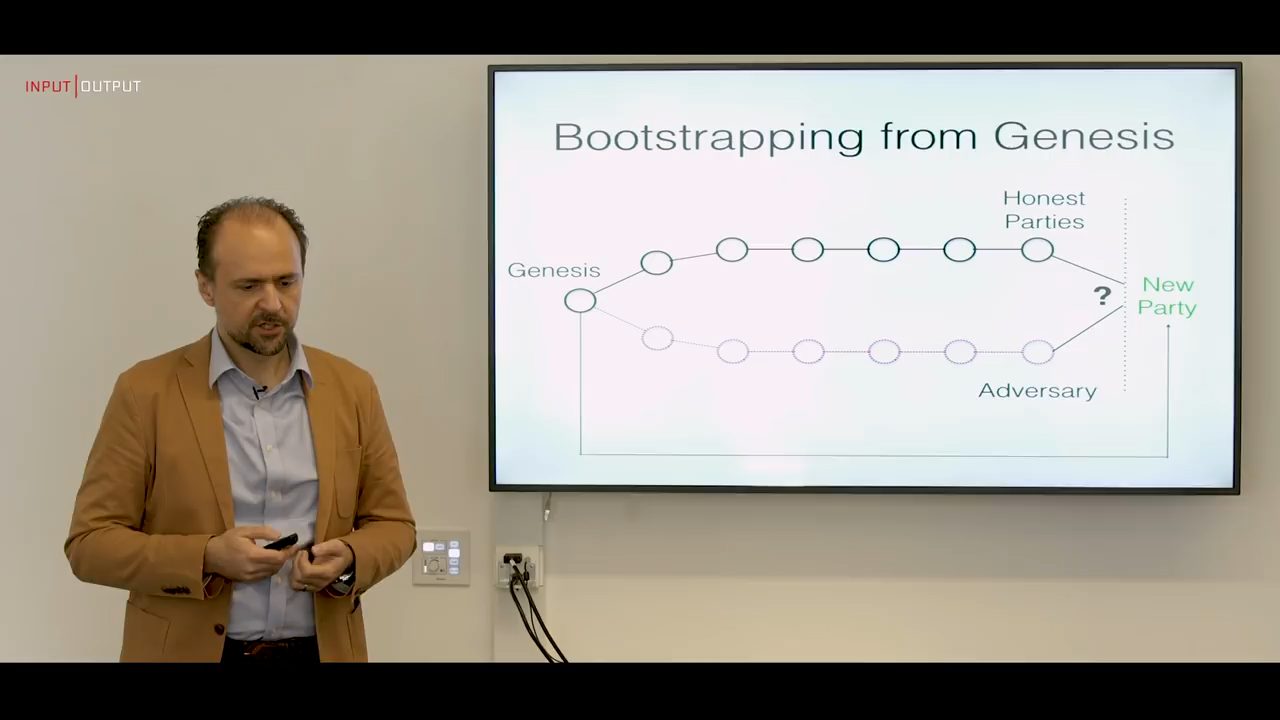 INPUT|OUTPUT
Bootstrapping from Genesis
Honest
Parties
Genesis
?
New
Party
Adversary